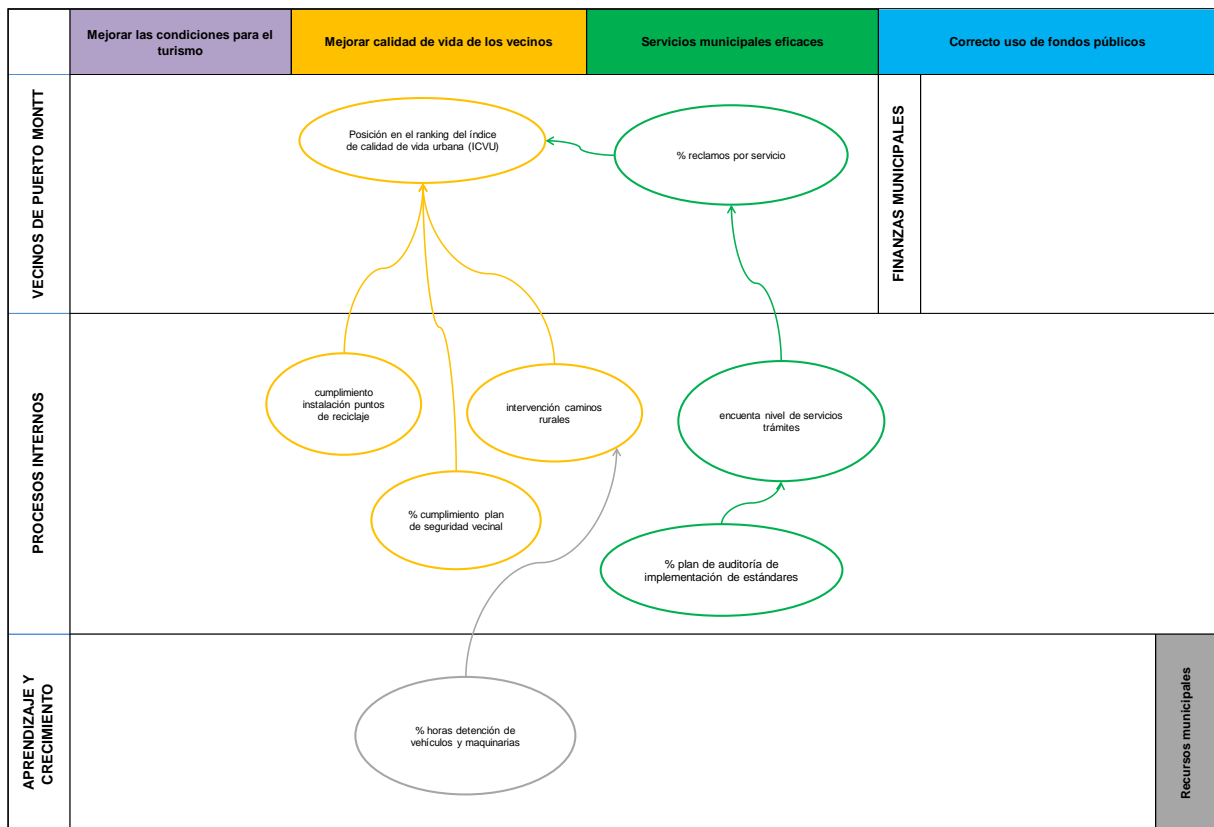 Mejorar las condiciones para el
turismo
Mejorar calidad de vida de los vecinos
Servicios municipales eficaces
Correcto uso de fondos públicos
VECINOS DE PUERTO MONTT
Posición en el ranking del índice
de calidad de vida urbana (ICVU)
% reclamos por servicio
FINANZAS MUNICIPALES
PROCESOS INTERNOS
cumplimiento
instalación puntos
de reciclaje
intervención caminos
rurales
encuenta nivel de servicios
trámites
% cumplimiento plan
de seguridad vecinal
% plan de auditoría de
implementación de estándares
APRENDIZAJE Y
CRECIMIENTO
% horas detención de
vehículos y maquinarias
Recursos municipales